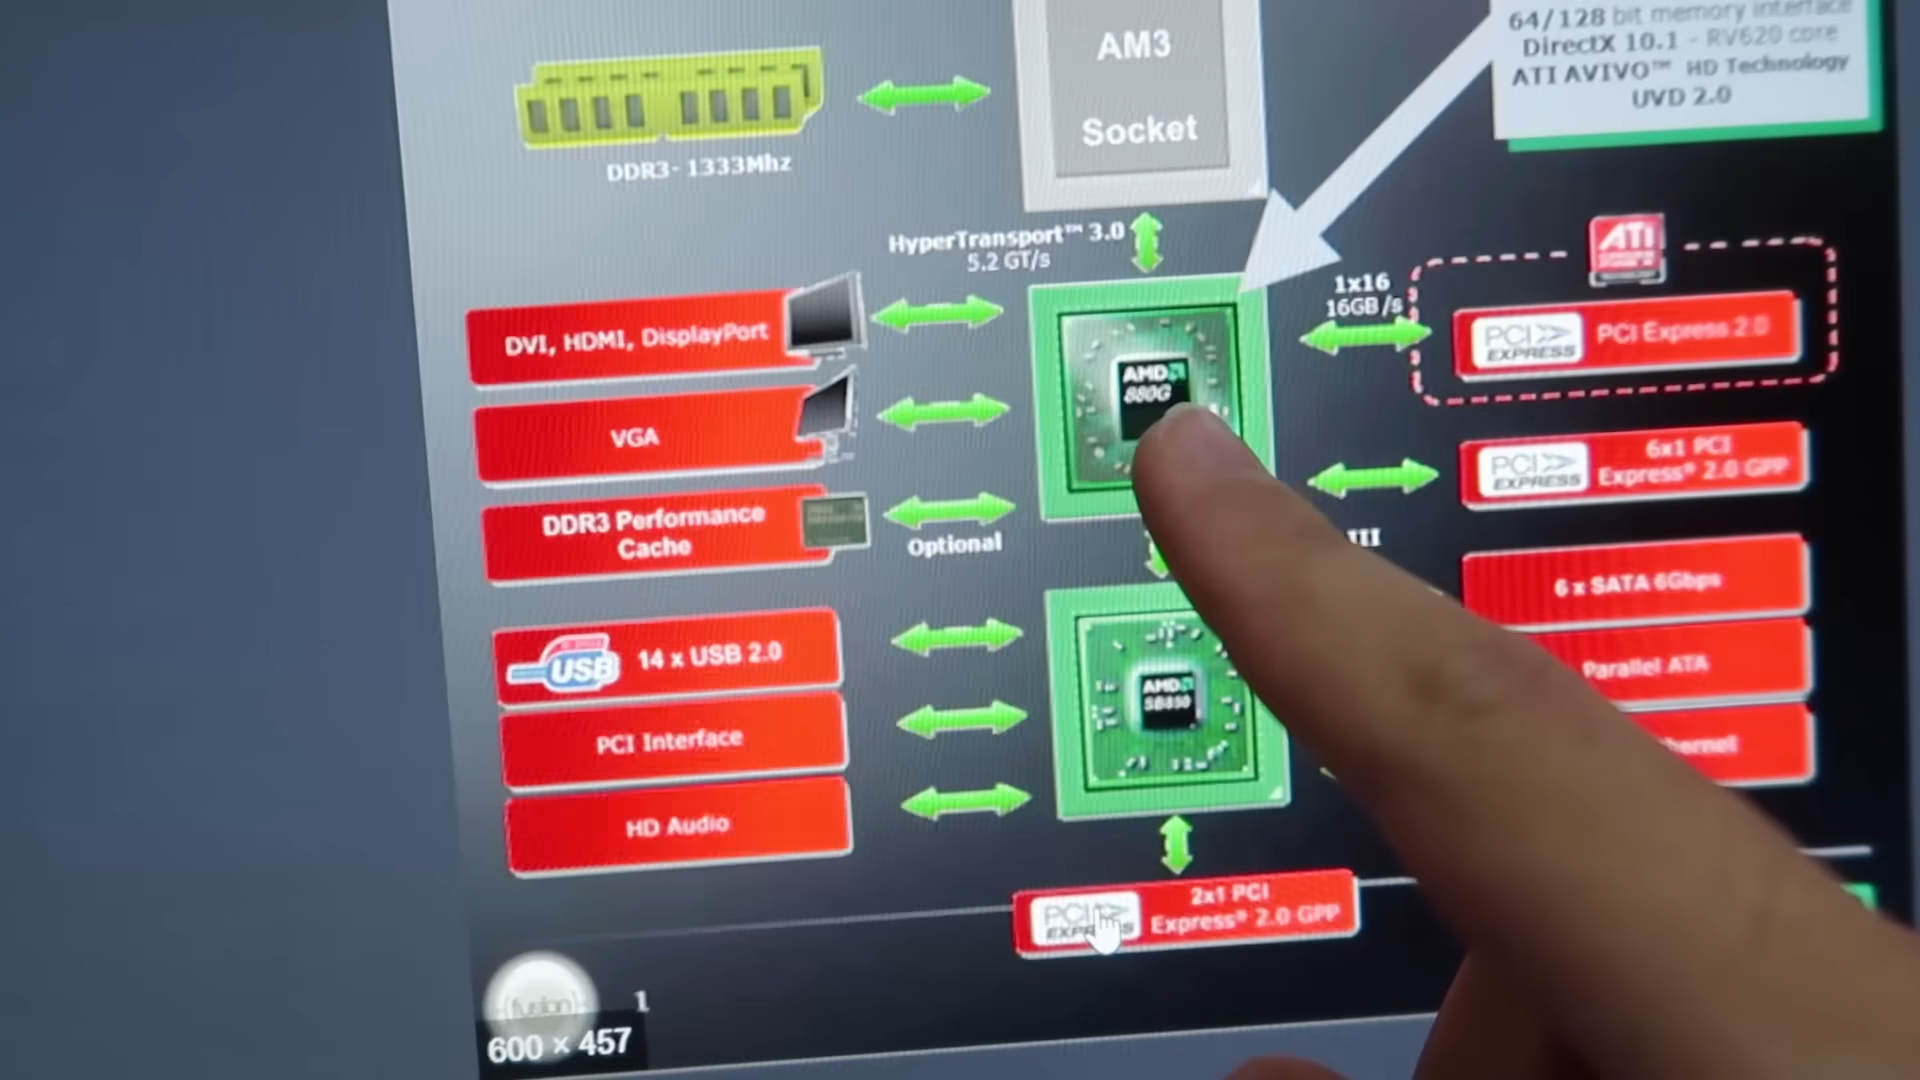 64/128 bit memory interface
DirectX 10.1 - RV620 core
ATI AVIVO™ HD Technology
UVD 2.0
AM3
Socket
DDR3- 1333Mhz
HyperTransport™ 3.0
5.2 GT/s
1x16
16GB/s
ATI
DVI, HDMI, DisplayPort
AMD
880G
PCI
EXPRESS
PCI Express 2.0
VGA
PCI
EXPRESS
6x1 PCI
Express® 2.0 GPP
DDR3 Performance
Cache
Optional
III
6 x SATA 6Gbps
USB
14 x USB 2.0
AMD
SB850
Parallel ATA
PCI Interface
hernet
HD Audio
PCI
EXPRESS
2x1 PCI
Express® 2.0 GPP
fusion
1
600 × 457